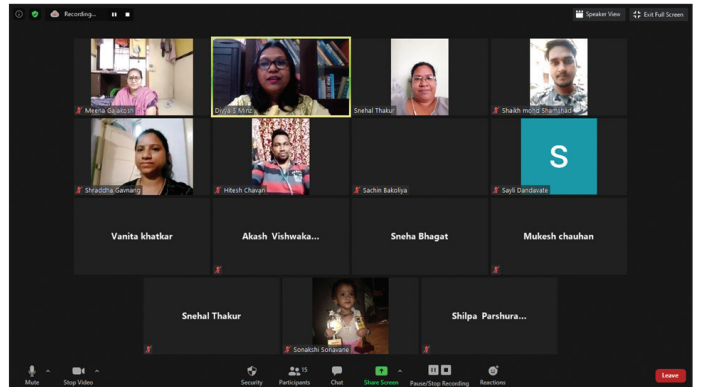 Recording...
Speaker View
Exit Full Screen
Meena Gajakosh
Divya S Minz
Snehal Thakur
Shaikh mohd Shamshad
Shraddha Gavnang
Hitesh Chavan
Sachin Bakoliya
S
Sayli Dandavate
Vanita khatkar
Akash Vishwaka...
Sneha Bhagat
Mukesh chauhan
Snehal Thakur
Sonakshi Sonavane
Shilpa Parshura...
15
Mute
Stop Video
Security
Participants
Chat
Share Screen
Pause/Stop Recording
Reactions
Leave